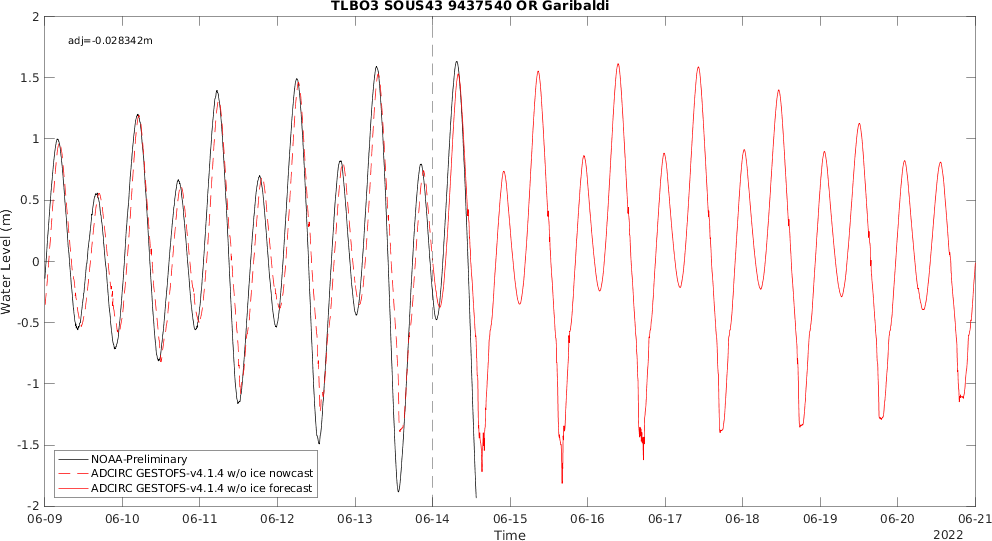 TLBO3 SOUS43 9437540 OR Garibaldi
adj=-0.028342m
2
1.5
1
0.5
0
-0.5
-1
-1.5
-2
Water Level (m)
NOAA-Preliminary
ADCIRC GESTOFS-v4.1.4 w/o ice nowcast
ADCIRC GESTOFS-v4.1.4 w/o ice forecast
06-09 06-10 06-11 06-12 06-13 06-14 06-15 06-16 06-17 06-18 06-19 06-20 06-21
Time
2022